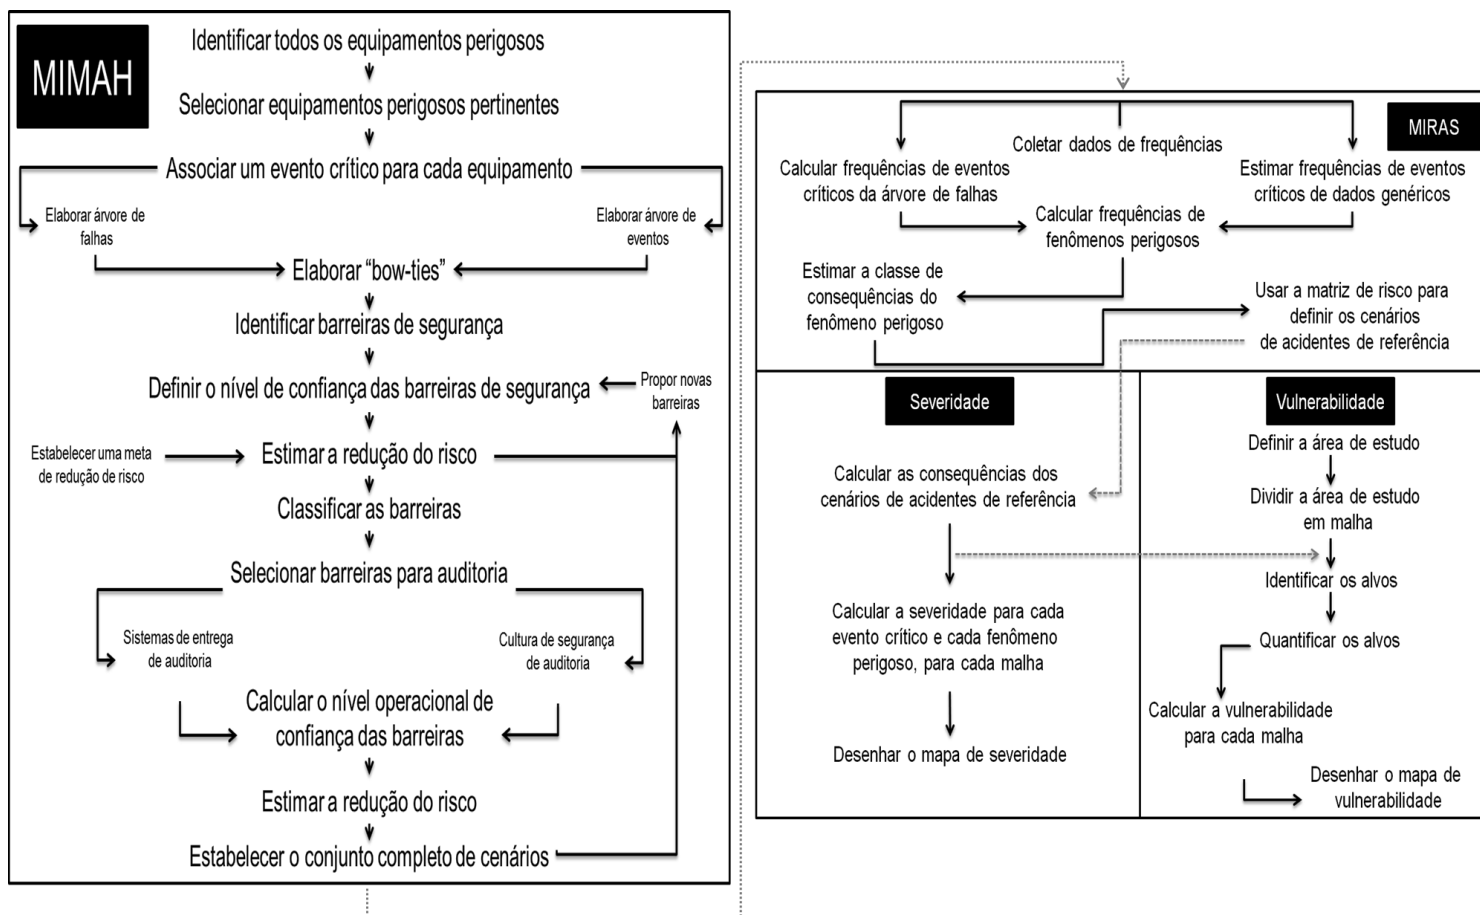 MIMAH
Identificar todos os equipamentos perigosos
Selecionar equipamentos perigosos pertinentes
Associar um evento crítico para cada equipamento
Elaborar árvore de
falhas
Elaborar árvore de
eventos
Elaborar “bow-ties”
Identificar barreiras de segurança
Definir o nível de confiança das barreiras de segurança
Propor novas
barreiras
Estabelecer uma meta
de redução de risco
Estimar a redução do risco
Classificar as barreiras
Selecionar barreiras para auditoria
Sistemas de entrega
de auditoria
Cultura de segurança
de auditoria
Calcular o nível operacional de
confiança das barreiras
Estimar a redução do risco
Estabelecer o conjunto completo de cenários
MIRAS
Coletar dados de frequências
Calcular frequências de eventos
críticos da árvore de falhas
Estimar frequências de eventos
críticos de dados genéricos
Calcular frequências de
fenômenos perigosos
Estimar a classe de
consequências do
fenômeno perigoso
Usar a matriz de risco para
definir os cenários
de acidentes de referência
Severidade
Calcular as consequências dos
cenários de acidentes de referência
Calcular a severidade para cada
evento crítico e cada fenômeno
perigoso, para cada malha
Desenhar o mapa de severidade
Vulnerabilidade
Definir a área de estudo
Dividir a área de estudo
em malha
Identificar os alvos
Quantificar os alvos
Calcular a vulnerabilidade
para cada malha
Desenhar o mapa de
vulnerabilidade